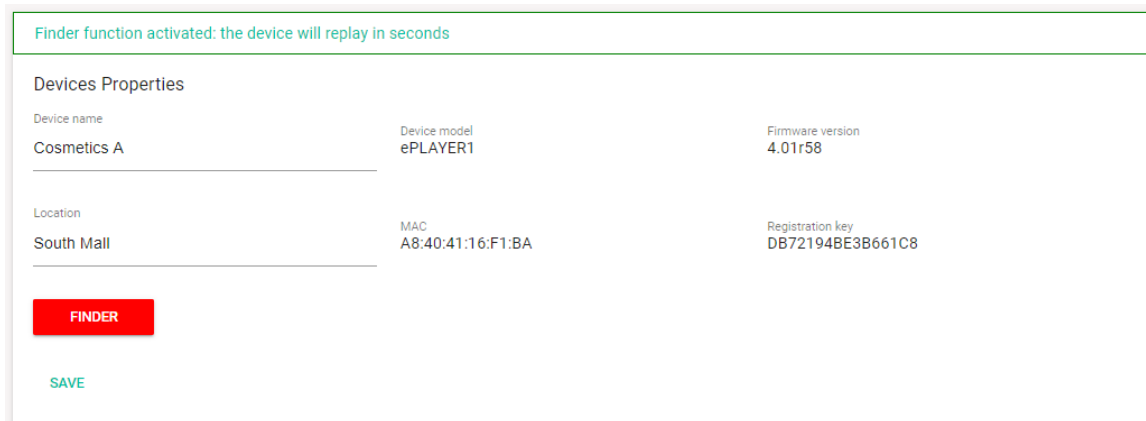 Finder function activated: the device will replay in seconds
Devices Properties
Device name
Cosmetics A
Device model
ePLAYER1
Firmware version
4.01r58
Location
South Mall
MAC
A8:40:41:16:F1:BA
Registration key
DB72194BE3B661C8
FINDER
SAVE